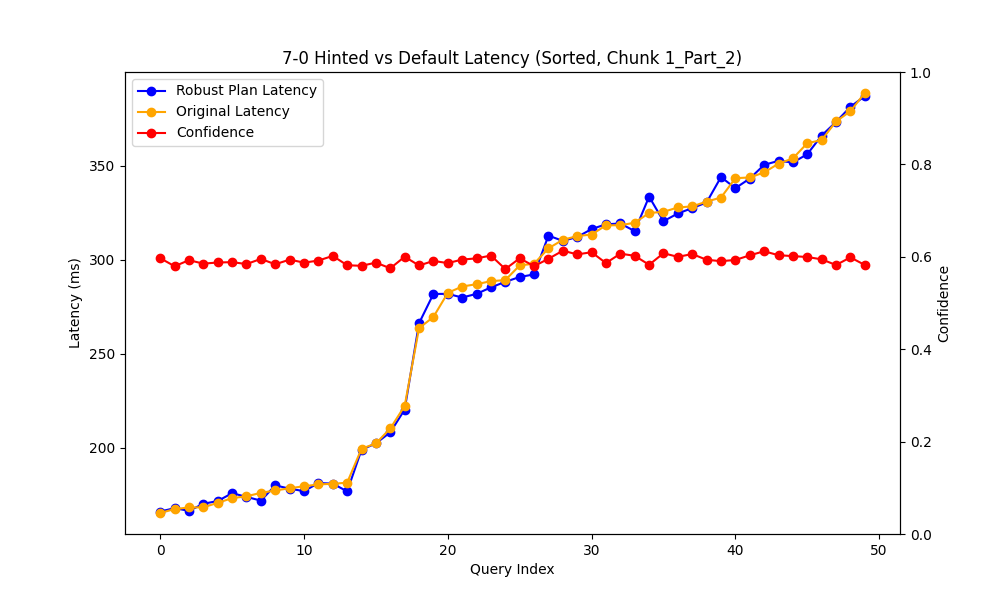 7-0 Hinted vs Default Latency (Sorted, Chunk 1_Part_2)
Robust Plan Latency
Original Latency
Confidence
Latency (ms)
350
300
250
200
1.0
0.8
0.6
0.4
0.2
0.0
Confidence
0 10 20 30 40 50
Query Index